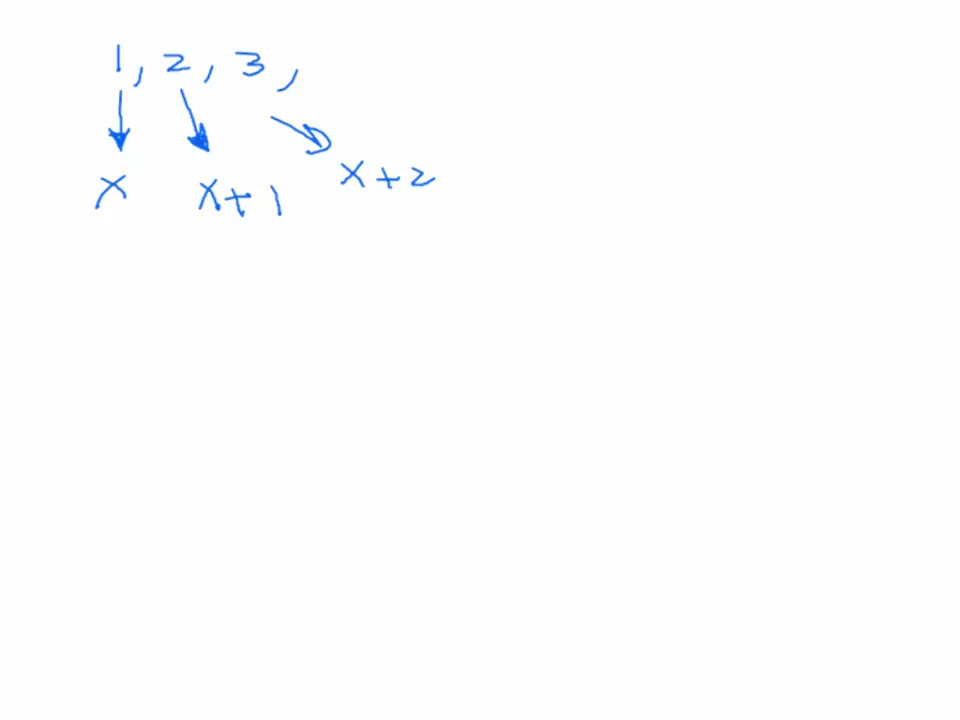 1, 2, 3,
x x+1 x+2